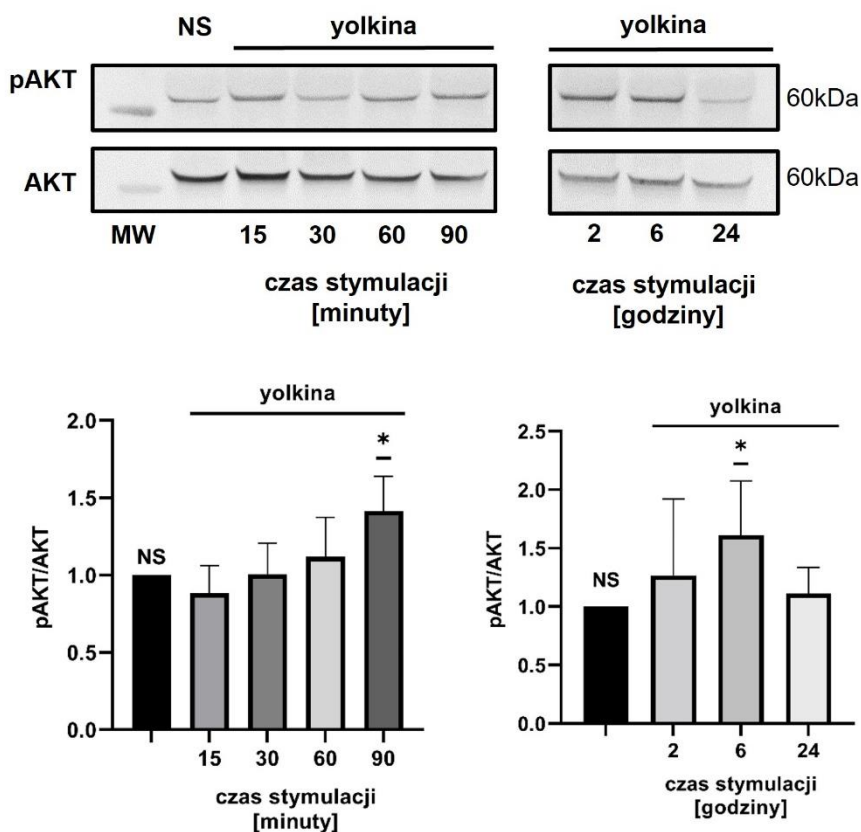 NS yolkina yolkina
pAKT 60kDa
AKT 60kDa
MW 15 30 60 90 2 6 24
czas stymulacji
[minuty]
czas stymulacji
[godziny]
yolkina
2.0
1.5
1.0
0.5
0.0
pAKT/AKT
NS
*
15 30 60 90
czas stymulacji
[minuty]
yolkina
2.5
2.0
1.5
1.0
0.5
0.0
pAKT/AKT
NS
*
2 6 24
czas stymulacji
[godziny]